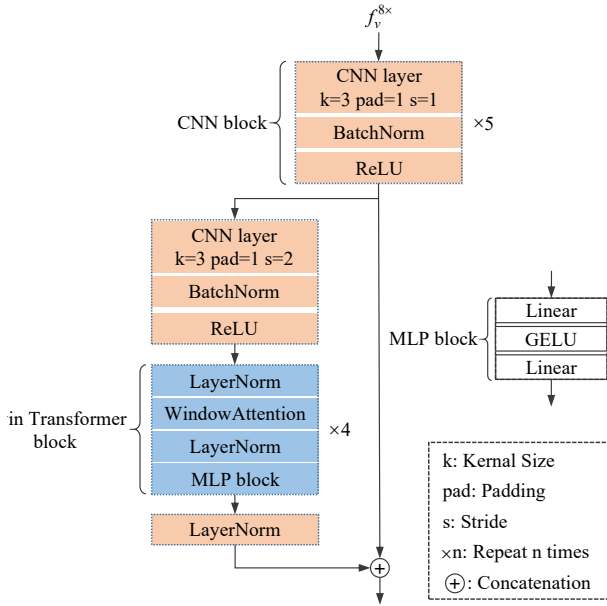 f_v^{8×}
CNN block
CNN layer
k=3 pad=1 s=1
BatchNorm
ReLU
×5
CNN layer
k=3 pad=1 s=2
BatchNorm
ReLU
in Transformer
block
LayerNorm
WindowAttention
LayerNorm
MLP block
×4
LayerNorm
+
MLP block
Linear
GELU
Linear
k: Kernal Size
pad: Padding
s: Stride
×n: Repeat n times
+: Concatenation